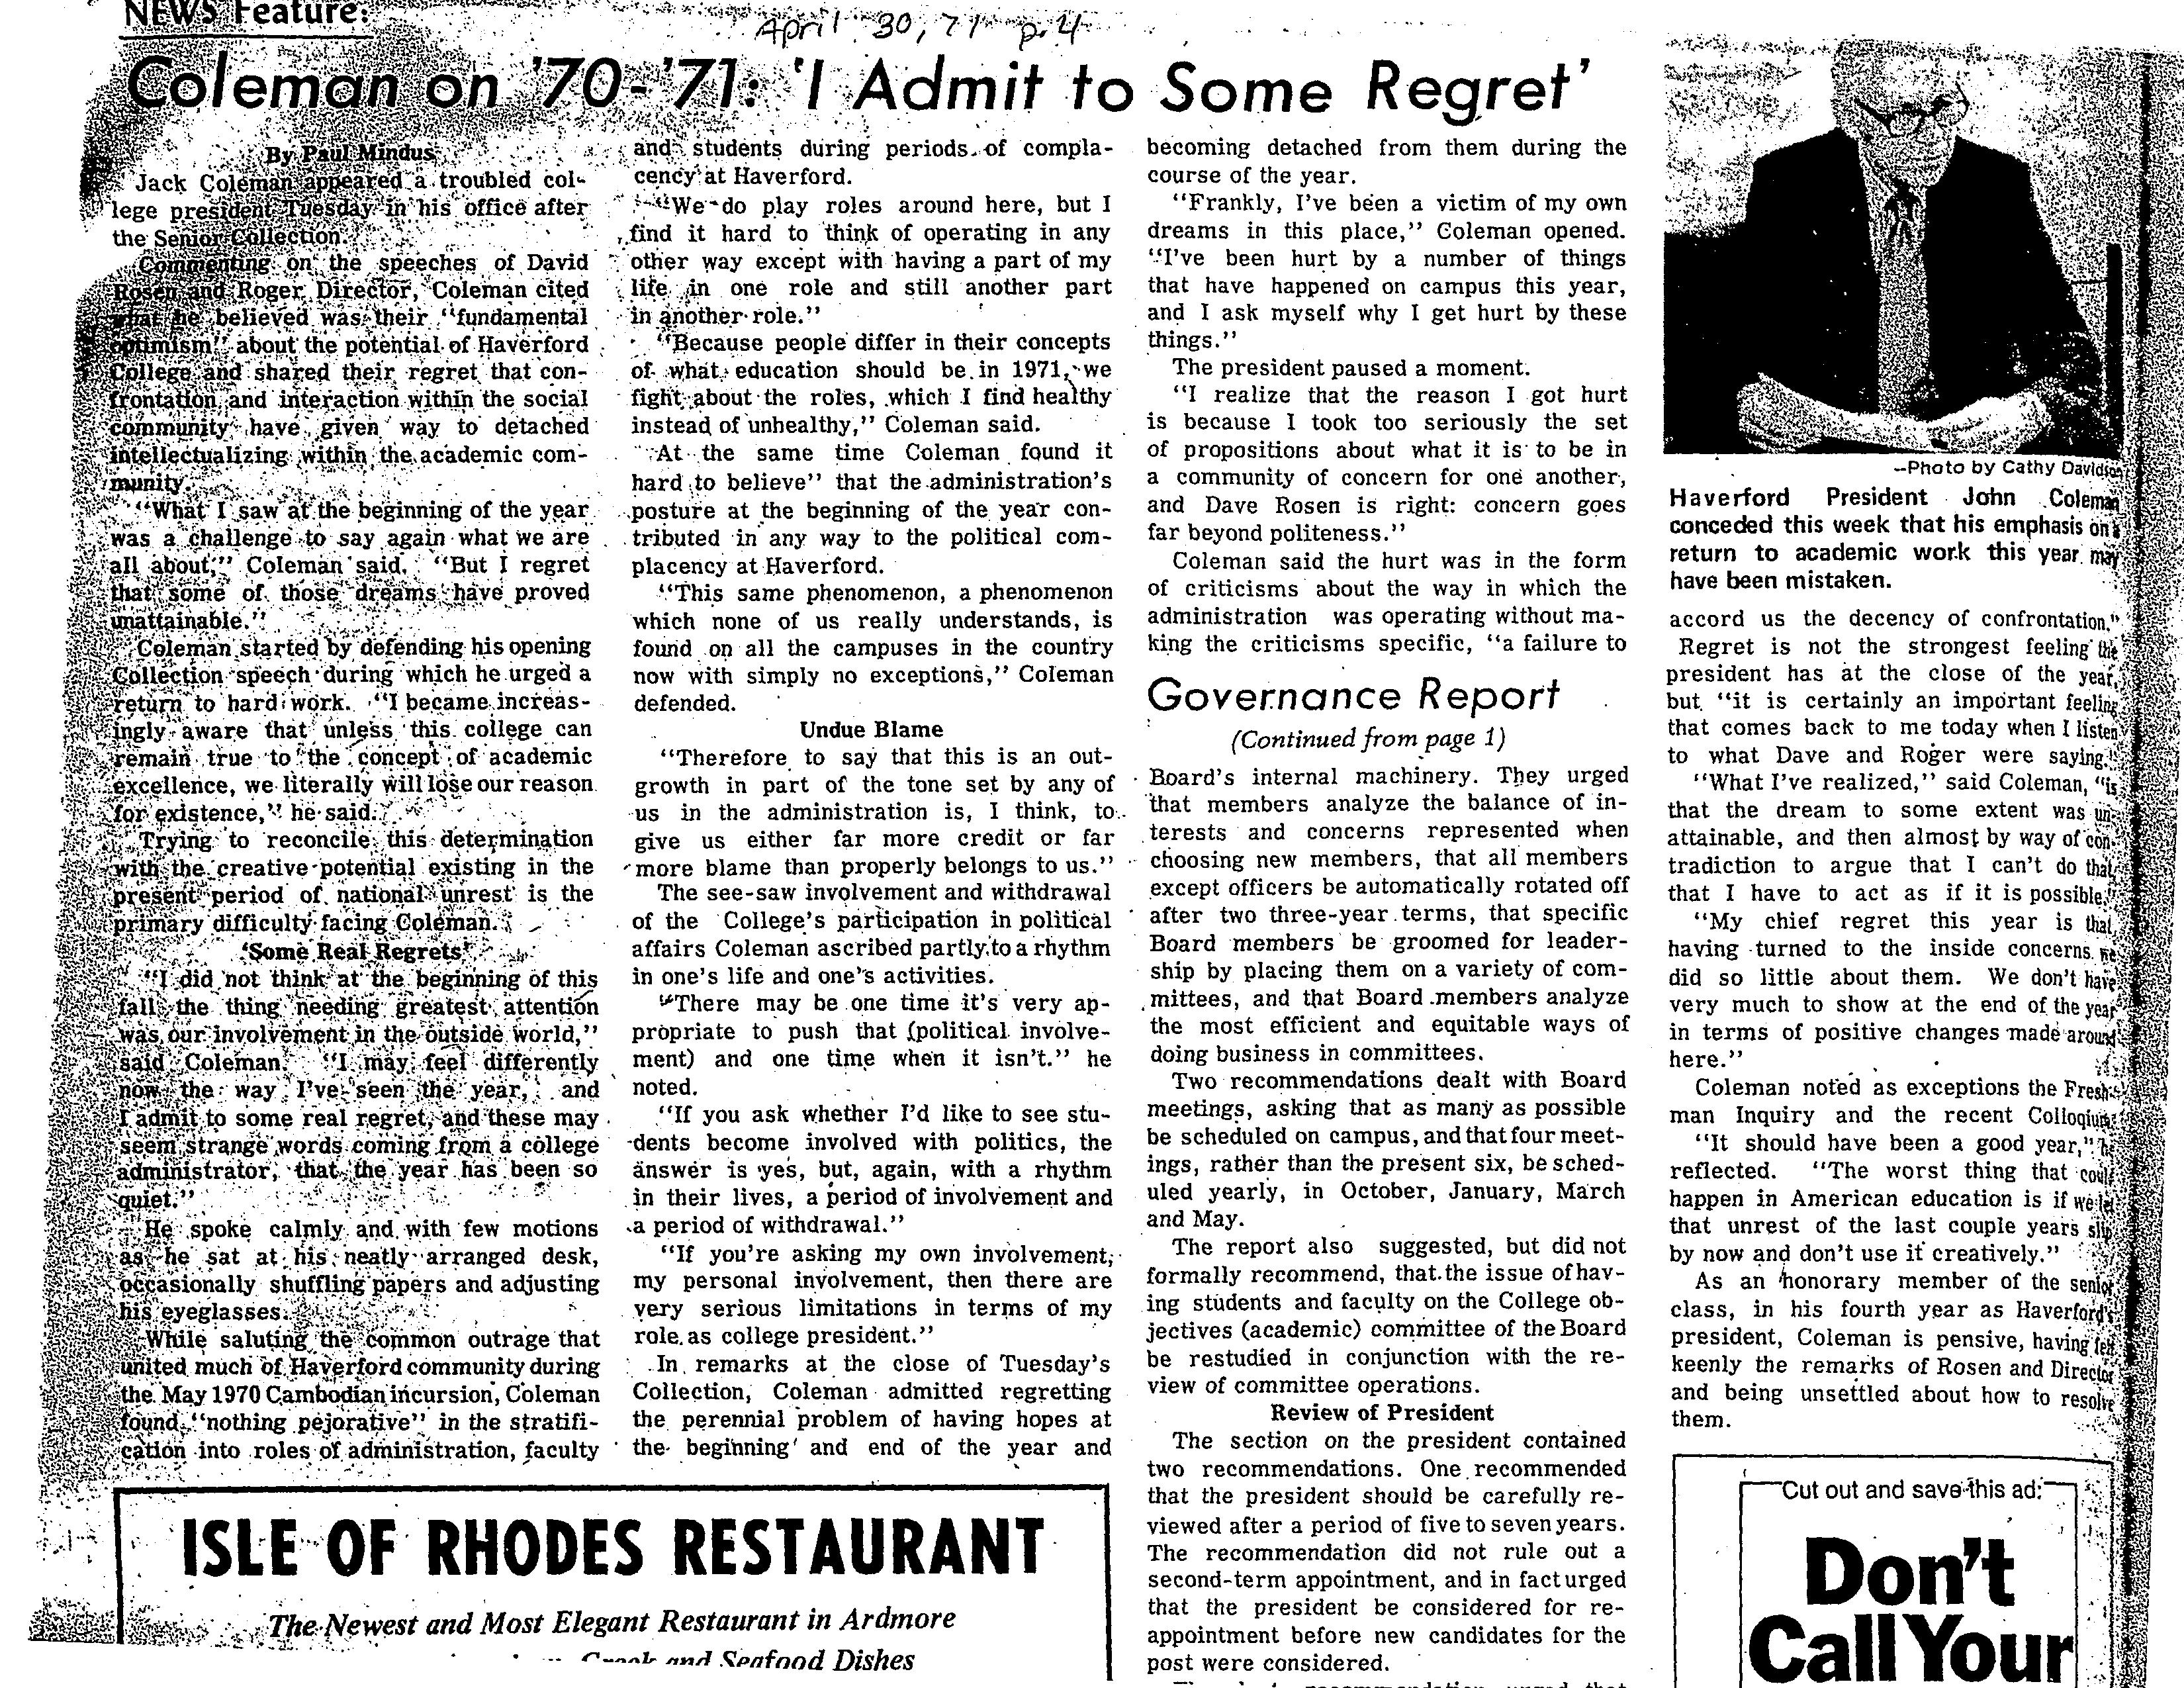 NEWS Feature:
April 30, 71 p.4
Coleman on '70-'71: 'I Admit to Some Regret'
By Paul Mindus
Jack Coleman appeared a troubled col-
lege president Tuesday in his office after
the Senior Collection.
Commenting on the speeches of David
Rosen and Roger Director, Coleman cited
what he believed was their "fundamental
optimism" about the potential of Haverford
College and shared their regret that con-
frontation and interaction within the social
community have given way to detached
intellectualizing within the academic com-
munity.
"What I saw at the beginning of the year
was a challenge to say again what we are
all about," Coleman said. "But I regret
that some of those dreams have proved
unattainable."
Coleman started by defending his opening
Collection speech during which he urged a
return to hard work. "I became increas-
ingly aware that unless this college can
remain true to the concept of academic
excellence, we literally will lose our reason
for existence," he said.
Trying to reconcile this determination
with the creative potential existing in the
present period of national unrest is the
primary difficulty facing Coleman.
'Some Real Regrets'
"I did not think at the beginning of this
fall the thing needing greatest attention
was our involvement in the outside world,"
said Coleman. "I may feel differently
now the way I've seen the year, and
I admit to some real regret, and these may
seem strange words coming from a college
administrator, that the year has been so
quiet."
He spoke calmly and with few motions
as he sat at his neatly arranged desk,
occasionally shuffling papers and adjusting
his eyeglasses.
While saluting the common outrage that
united much of Haverford community during
the May 1970 Cambodian incursion, Coleman
found "nothing pejorative" in the stratifi-
cation into roles of administration, faculty
and students during periods of compla-
cency at Haverford.
"We do play roles around here, but I
find it hard to think of operating in any
other way except with having a part of my
life in one role and still another part
in another role."
"Because people differ in their concepts
of what education should be in 1971, we
fight about the roles, which I find healthy
instead of unhealthy," Coleman said.
At the same time Coleman found it
hard to believe" that the administration's
posture at the beginning of the year con-
tributed in any way to the political com-
placency at Haverford.
"This same phenomenon, a phenomenon
which none of us really understands, is
found on all the campuses in the country
now with simply no exceptions," Coleman
defended.
Undue Blame
"Therefore to say that this is an out-
growth in part of the tone set by any of
us in the administration is, I think, to
give us either far more credit or far
more blame than properly belongs to us."
The see-saw involvement and withdrawal
of the College's participation in political
affairs Coleman ascribed partly to a rhythm
in one's life and one's activities.
"There may be one time it's very ap-
propriate to push that (political involve-
ment) and one time when it isn't." he
noted.
"If you ask whether I'd like to see stu-
dents become involved with politics, the
answer is yes, but, again, with a rhythm
in their lives, a period of involvement and
a period of withdrawal."
"If you're asking my own involvement,
my personal involvement, then there are
very serious limitations in terms of my
role as college president."
In remarks at the close of Tuesday's
Collection, Coleman admitted regretting
the perennial problem of having hopes at
the beginning and end of the year and
becoming detached from them during the
course of the year.
"Frankly, I've been a victim of my own
dreams in this place," Coleman opened.
"I've been hurt by a number of things
that have happened on campus this year,
and I ask myself why I get hurt by these
things."
The president paused a moment.
"I realize that the reason I got hurt
is because I took too seriously the set
of propositions about what it is to be in
a community of concern for one another,
and Dave Rosen is right: concern goes
far beyond politeness."
Coleman said the hurt was in the form
of criticisms about the way in which the
administration was operating without ma-
king the criticisms specific, "a failure to
--Photo by Cathy Davidson
Haverford President John Coleman
conceded this week that his emphasis on a
return to academic work this year may
have been mistaken.
accord us the decency of confrontation."
Regret is not the strongest feeling the
president has at the close of the year,
but "it is certainly an important feeling
that comes back to me today when I listen
to what Dave and Roger were saying."
"What I've realized," said Coleman, "is
that the dream to some extent was un-
attainable, and then almost by way of con-
tradiction to argue that I can't do that,
that I have to act as if it is possible."
"My chief regret this year is that
having turned to the inside concerns we
did so little about them. We don't have
very much to show at the end of the year
in terms of positive changes made around
here."
Coleman noted as exceptions the Fresh-
man Inquiry and the recent Colloquium.
"It should have been a good year," he
reflected. "The worst thing that could
happen in American education is if we let
that unrest of the last couple years slip
by now and don't use it creatively."
As an honorary member of the senior
class, in his fourth year as Haverford's
president, Coleman is pensive, having felt
keenly the remarks of Rosen and Director
and being unsettled about how to resolve
them.
Governance Report
(Continued from page 1)
Board's internal machinery. They urged
that members analyze the balance of in-
terests and concerns represented when
choosing new members, that all members
except officers be automatically rotated off
after two three-year terms, that specific
Board members be groomed for leader-
ship by placing them on a variety of com-
mittees, and that Board members analyze
the most efficient and equitable ways of
doing business in committees.
Two recommendations dealt with Board
meetings, asking that as many as possible
be scheduled on campus, and that four meet-
ings, rather than the present six, be sched-
uled yearly, in October, January, March
and May.
The report also suggested, but did not
formally recommend, that the issue of hav-
ing students and faculty on the College ob-
jectives (academic) committee of the Board
be restudied in conjunction with the re-
view of committee operations.
Review of President
The section on the president contained
two recommendations. One recommended
that the president should be carefully re-
viewed after a period of five to seven years.
The recommendation did not rule out a
second-term appointment, and in fact urged
that the president be considered for re-
appointment before new candidates for the
post were considered.
ISLE OF RHODES RESTAURANT
The Newest and Most Elegant Restaurant in Ardmore
and Seafood Dishes
Cut out and save this ad:
Don't
Call Your